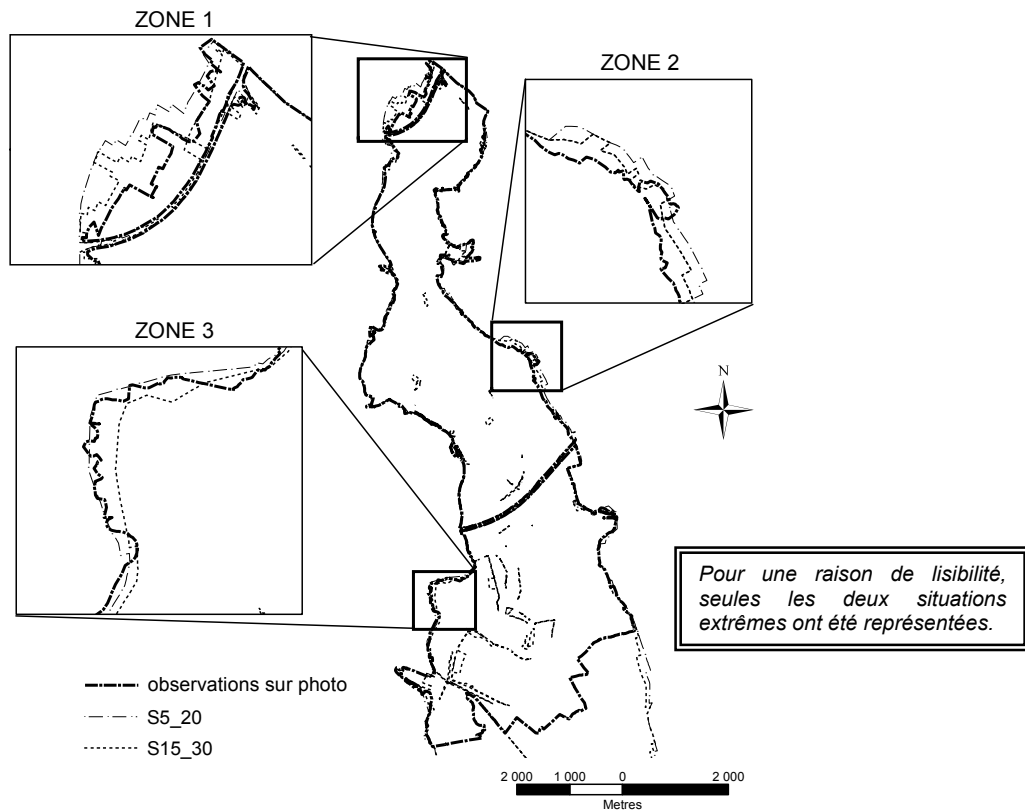 ZONE 1
ZONE 2
ZONE 3
N
Pour une raison de lisibilité,
seules les deux situations
extrêmes ont été représentées.
observations sur photo
S5_20
S15_30
2 000 1 000 0 2 000
Metres